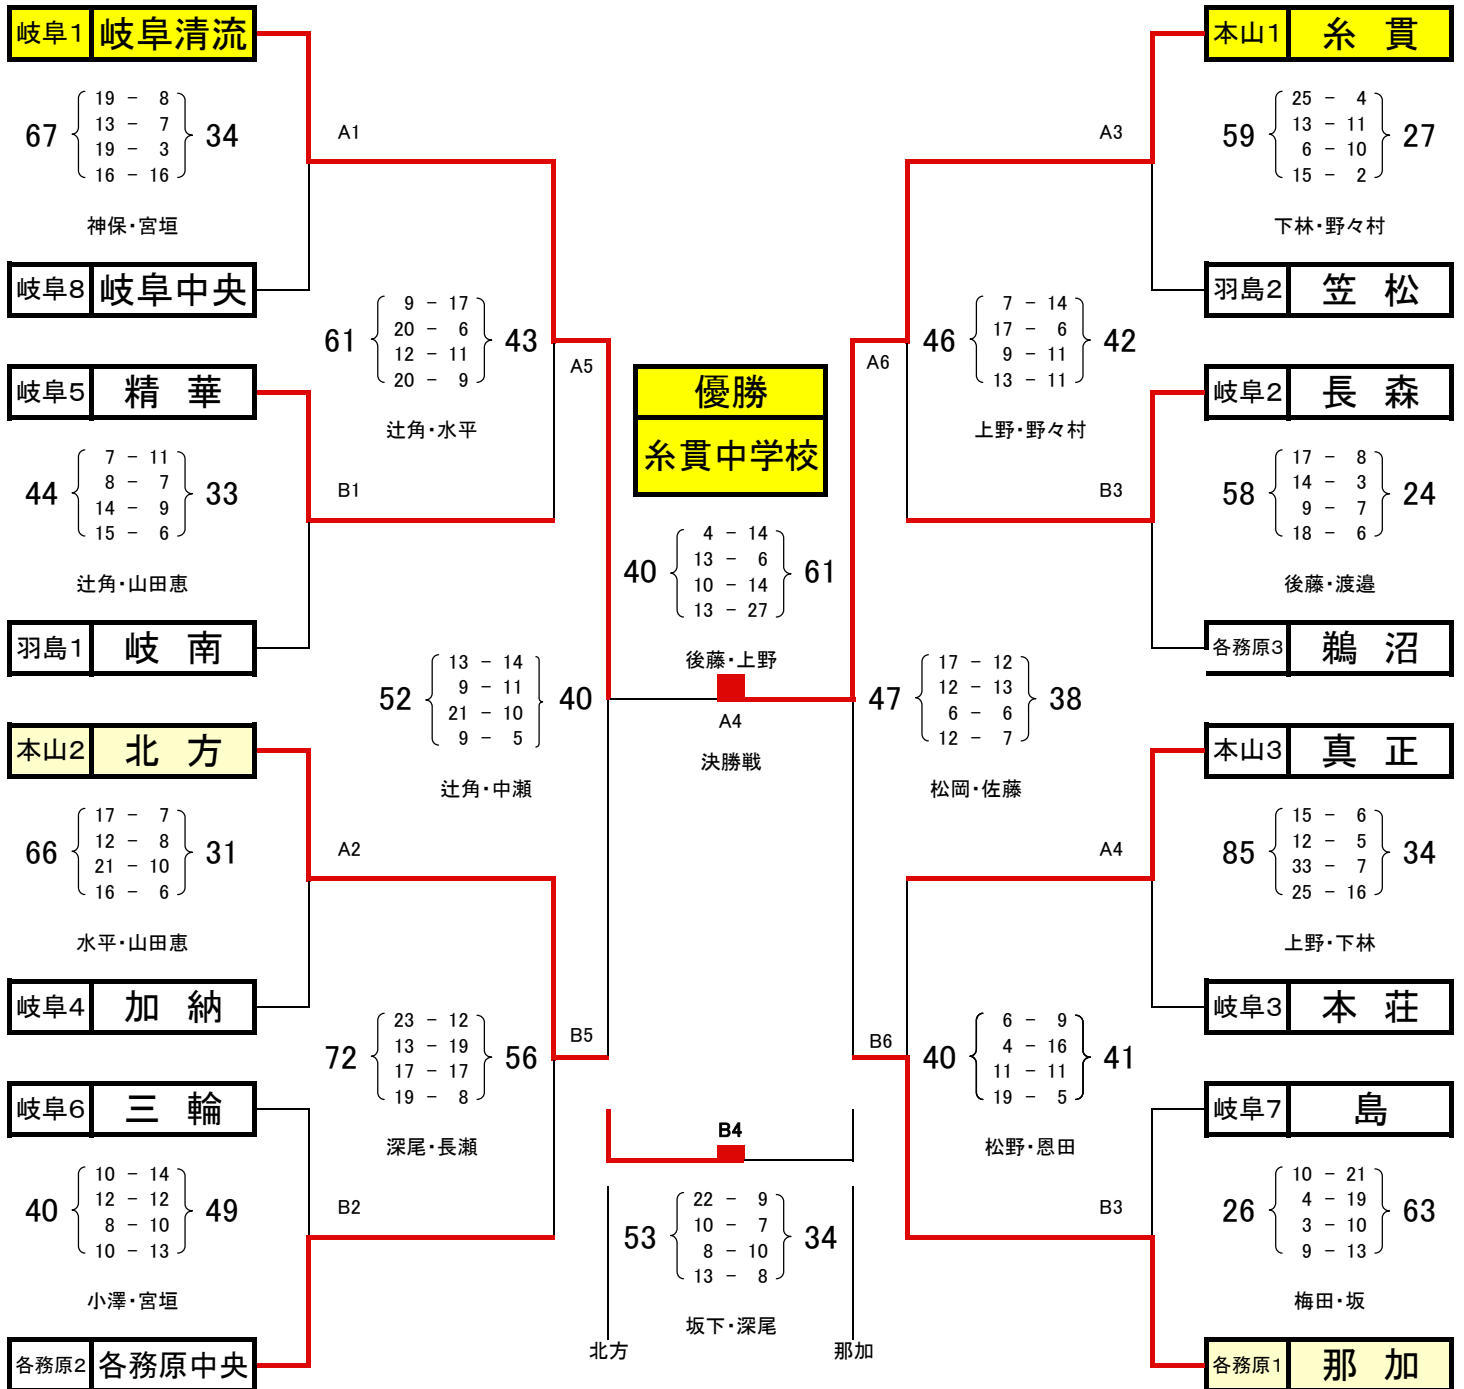 岐阜1 岐阜清流
67 19 - 8 34
13 - 7
19 - 3
16 - 16
A1
神保・宮垣
岐阜8 岐阜中央
61 9 - 17 43
20 - 6
12 - 11
20 - 9
A5
辻角・水平
岐阜5 精華
44 7 - 11 33
8 - 7
14 - 9
15 - 6
B1
辻角・山田恵
羽島1 岐南
52 13 - 14 40
9 - 11
21 - 10
9 - 5
辻角・中瀬
本山2 北方
66 17 - 7 31
12 - 8
21 - 10
16 - 6
A2
水平・山田恵
岐阜4 加納
72 23 - 12 56
13 - 19
17 - 17
19 - 8
B5
深尾・長瀬
岐阜6 三輪
40 10 - 14 49
12 - 12
8 - 10
10 - 13
B2
小澤・宮垣
各務原2 各務原中央
優勝
糸貫中学校
40 4 - 14 61
13 - 6
10 - 14
13 - 27
後藤・上野
A4
決勝戦
B4
53 22 - 9 34
10 - 7
8 - 10
13 - 8
坂下・深尾
北方
那加
本山1 糸貫
A3
59 25 - 4 27
13 - 11
6 - 10
15 - 2
下林・野々村
羽島2 笠松
A6
46 7 - 14 42
17 - 6
9 - 11
13 - 11
上野・野々村
岐阜2 長森
B3
58 17 - 8 24
14 - 3
9 - 7
18 - 6
後藤・渡邉
各務原3 鵜沼
47 17 - 12 38
12 - 13
6 - 6
12 - 7
松岡・佐藤
本山3 真正
A4
85 15 - 6 34
12 - 5
33 - 7
25 - 16
上野・下林
岐阜3 本荘
B6
40 6 - 9 41
4 - 16
11 - 11
19 - 5
松野・恩田
岐阜7 島
B3
26 10 - 21 63
4 - 19
3 - 10
9 - 13
梅田・坂
各務原1 那加